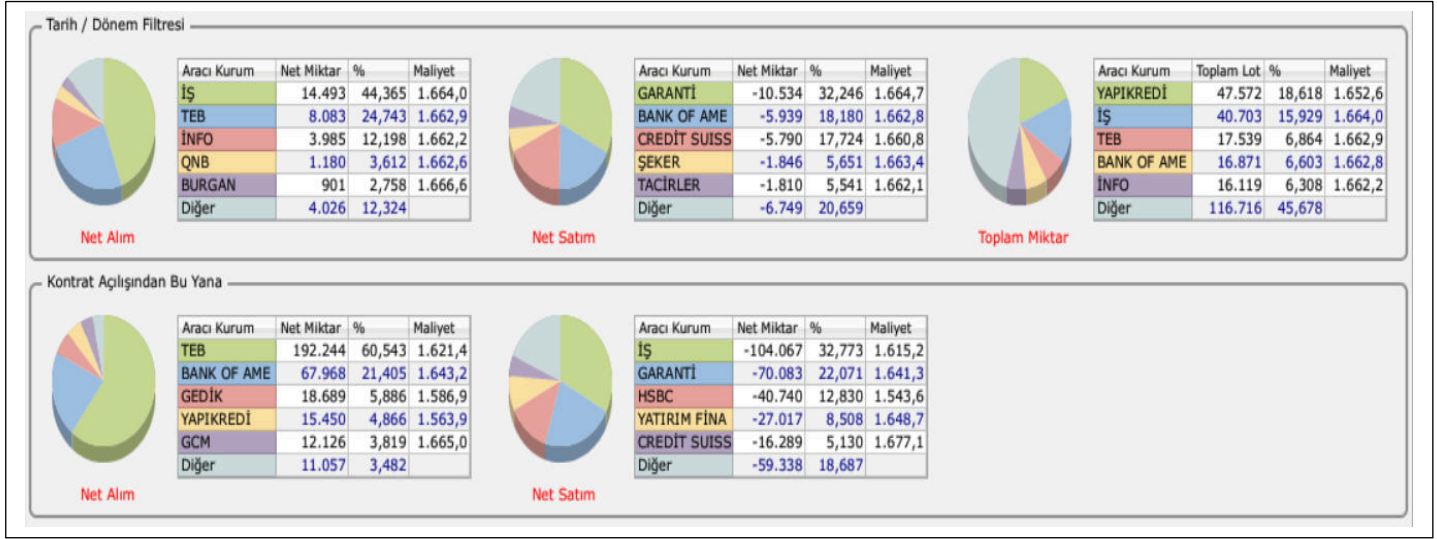 Tarih / Dönem Filtresi
Aracı Kurum Net Miktar % Maliyet
İŞ 14.493 44,365 1.664,0
TEB 8.083 24,743 1.662,9
İNFO 3.985 12,198 1.662,2
QNB 1.180 3,612 1.662,6
BURGAN 901 2,758 1.666,6
Diğer 4.026 12,324
Net Alım
Aracı Kurum Net Miktar % Maliyet
GARANTİ -10.534 32,246 1.664,7
BANK OF AME -5.939 18,180 1.662,8
CREDİT SUISS -5.790 17,724 1.660,8
ŞEKER -1.846 5,651 1.663,4
TACİRLER -1.810 5,541 1.662,1
Diğer -6.749 20,659
Net Satım
Aracı Kurum Toplam Lot % Maliyet
YAPIKREDİ 47.572 18,618 1.652,6
İŞ 40.703 15,929 1.664,0
TEB 17.539 6,864 1.662,9
BANK OF AME 16.871 6,603 1.662,8
İNFO 16.119 6,308 1.662,2
Diğer 116.716 45,678
Toplam Miktar
Kontrat Açılışından Bu Yana
Aracı Kurum Net Miktar % Maliyet
TEB 192.244 60,543 1.621,4
BANK OF AME 67.968 21,405 1.643,2
GEDİK 18.689 5,886 1.586,9
YAPIKREDİ 15.450 4,866 1.563,9
GCM 12.126 3,819 1.665,0
Diğer 11.057 3,482
Net Alım
Aracı Kurum Net Miktar % Maliyet
İŞ -104.067 32,773 1.615,2
GARANTİ -70.083 22,071 1.641,3
HSBC -40.740 12,830 1.543,6
YATIRIM FİNA -27.017 8,508 1.648,7
CREDİT SUISS -16.289 5,130 1.677,1
Diğer -59.338 18,687
Net Satım